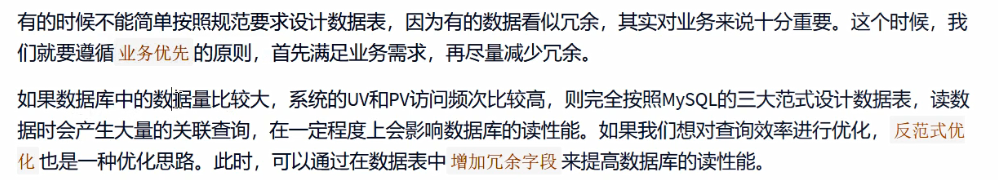 有的时候不能简单按照规范要求设计数据表，因为有的数据看似冗余，其实对业务来说十分重要。这个时候，我
们就要遵循业务优先的原则，首先满足业务需求，再尽量减少冗余。
如果数据库中的数据量比较大，系统的UV和PV访问频次比较高，则完全按照MySQL的三大范式设计数据表，读数
据时会产生大量的关联查询，在一定程度上会影响数据库的读性能。如果我们想对查询效率进行优化，反范式优
化也是一种优化思路。此时，可以通过在数据表中增加冗余字段来提高数据库的读性能。